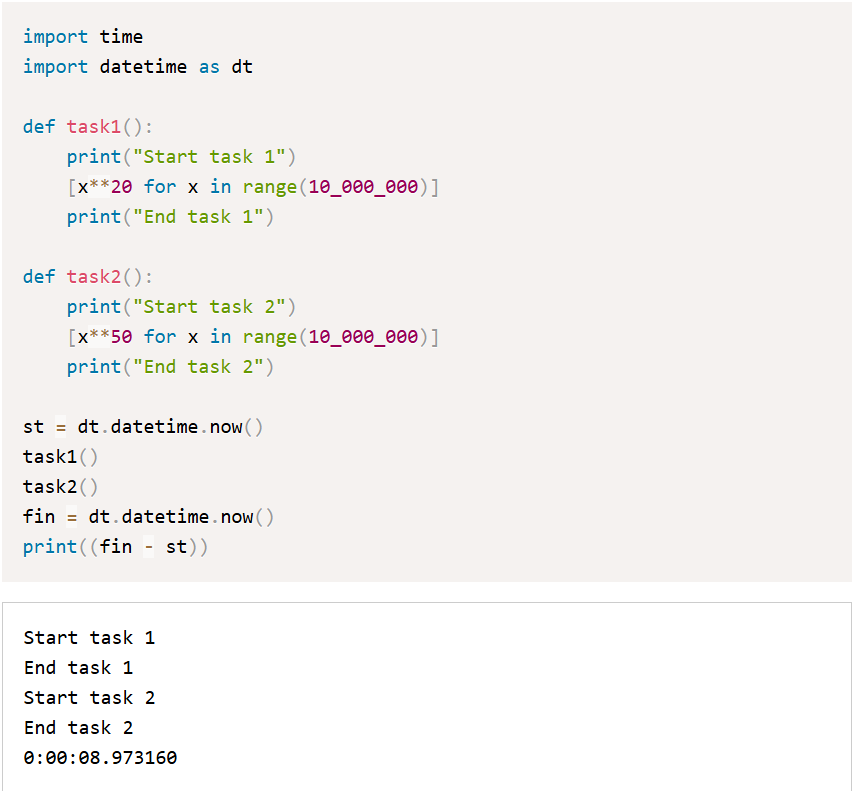 import time
import datetime as dt
def task1():
    print("Start task 1")
    [x**20 for x in range(10_000_000)]
    print("End task 1")
def task2():
    print("Start task 2")
    [x**50 for x in range(10_000_000)]
    print("End task 2")
st = dt.datetime.now()
task1()
task2()
fin = dt.datetime.now()
print((fin - st))
Start task 1
End task 1
Start task 2
End task 2
0:00:08.973160